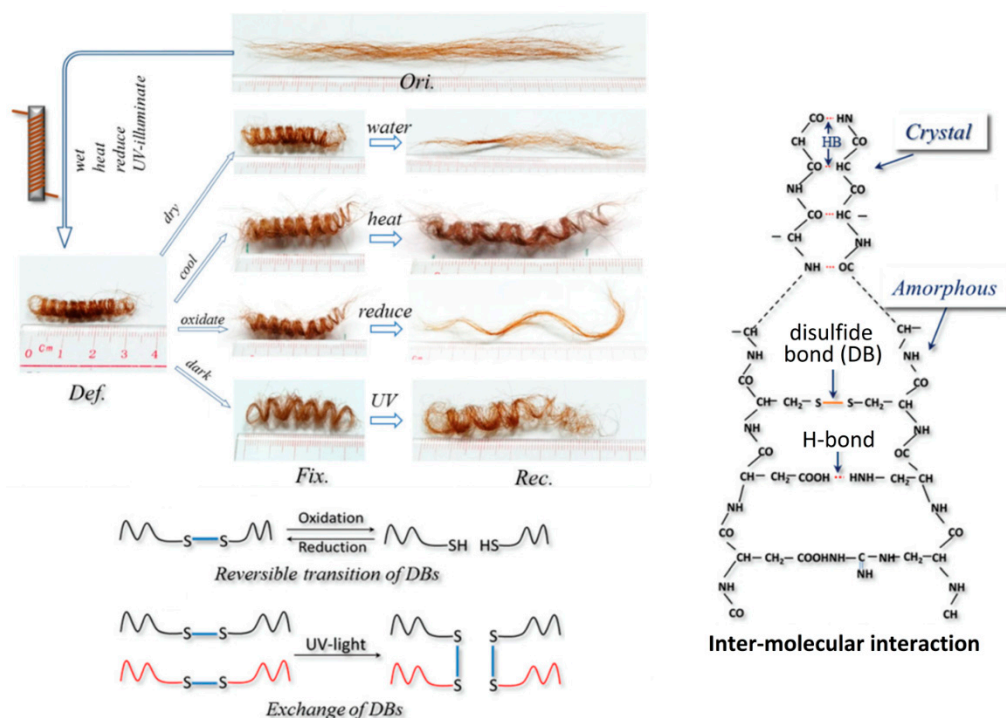 Ori.
wet
heat
reduce
UV-illuminate
water
dry
heat
cool
oxidate
reduce
0 Cm 1 2 3 4
Def.
dark
UV
Fix.
Rec.
S S
Oxidation
Reduction
SH HS
Reversible transition of DBs
S S
S S
UV-light
S S
S S
Exchange of DBs
CO HN
CH HB CO
CO HC
NH CO
CO CH
CH NH
NH OC
Crystal
Amorphous
CH CH
NH NH
disulfide
bond (DB)
CO CO
CH CH₂ S S CH₂ CH
NH NH
H-bond
CO OC
CH CH₂ COOH HNH CH₂ CH
NH NH
CO CO
CH CH₂ COOHNH C NH CH₂ CH
NH
NH NH
CO CH
Inter-molecular interaction